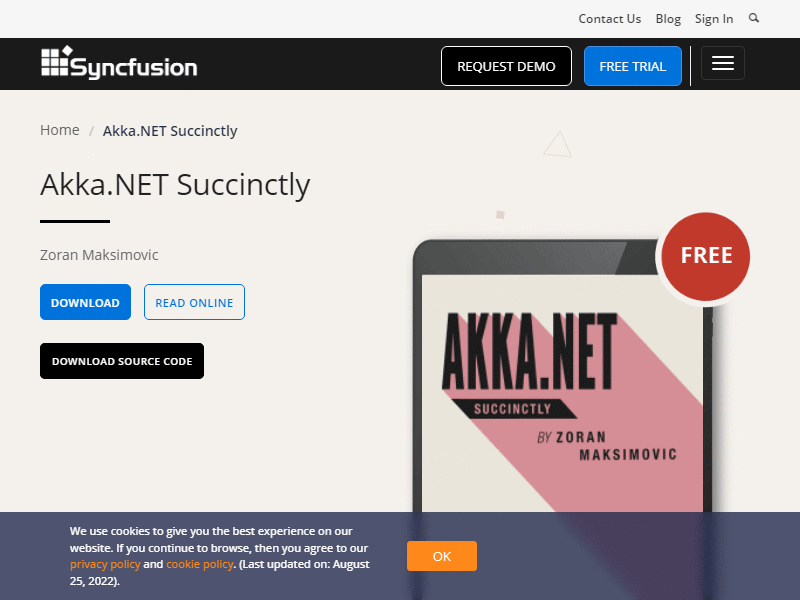 Contact Us Blog Sign In
Syncfusion REQUEST DEMO FREE TRIAL
Home / Akka.NET Succinctly
Akka.NET Succinctly
Zoran Maksimovic
DOWNLOAD READ ONLINE
DOWNLOAD SOURCE CODE
FREE
AKKA.NET
SUCCINCTLY
BY ZORAN
MAKSIMOVIC
We use cookies to give you the best experience on our
website. If you continue to browse, then you agree to our
privacy policy and cookie policy. (Last updated on: August
25, 2022).
OK